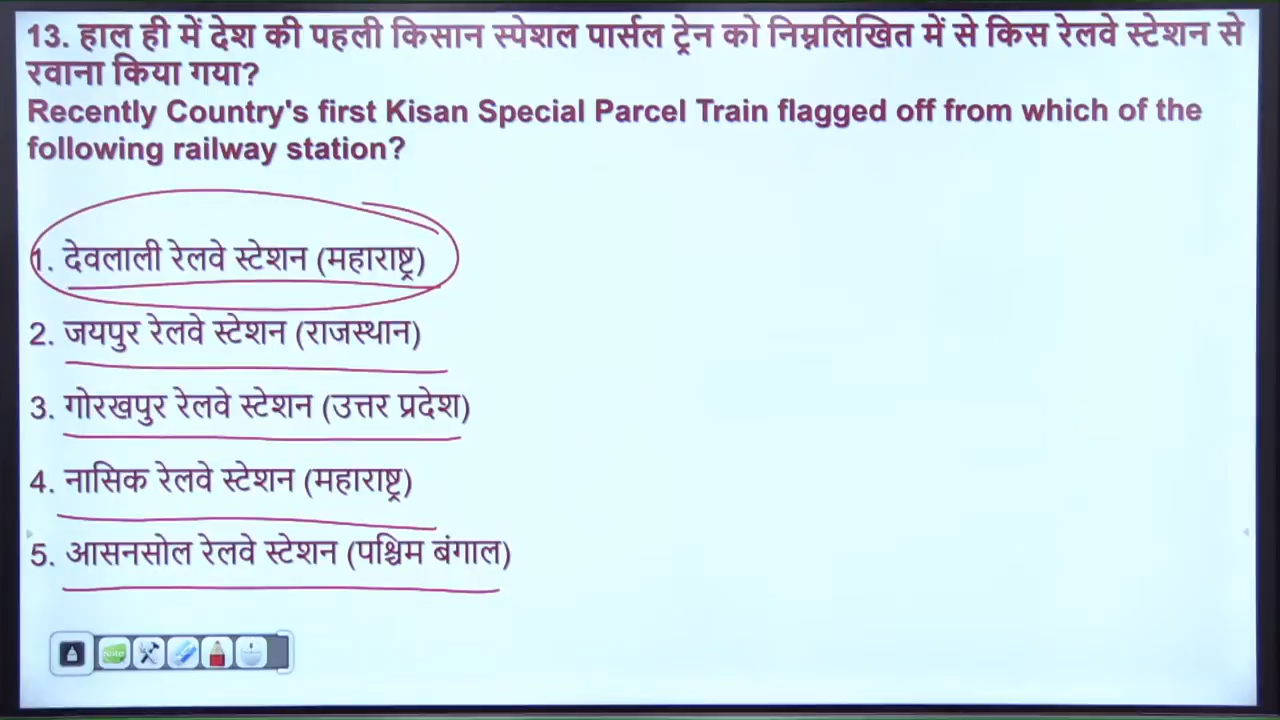 13. हाल ही में देश की पहली किसान स्पेशल पार्सल ट्रेन को निम्नलिखित में से किस रेलवे स्टेशन से
रवाना किया गया?
Recently Country's first Kisan Special Parcel Train flagged off from which of the
following railway station?
1. देवलाली रेलवे स्टेशन (महाराष्ट्र)
2. जयपुर रेलवे स्टेशन (राजस्थान)
3. गोरखपुर रेलवे स्टेशन (उत्तर प्रदेश)
4. नासिक रेलवे स्टेशन (महाराष्ट्र)
5. आसनसोल रेलवे स्टेशन (पश्चिम बंगाल)
Note